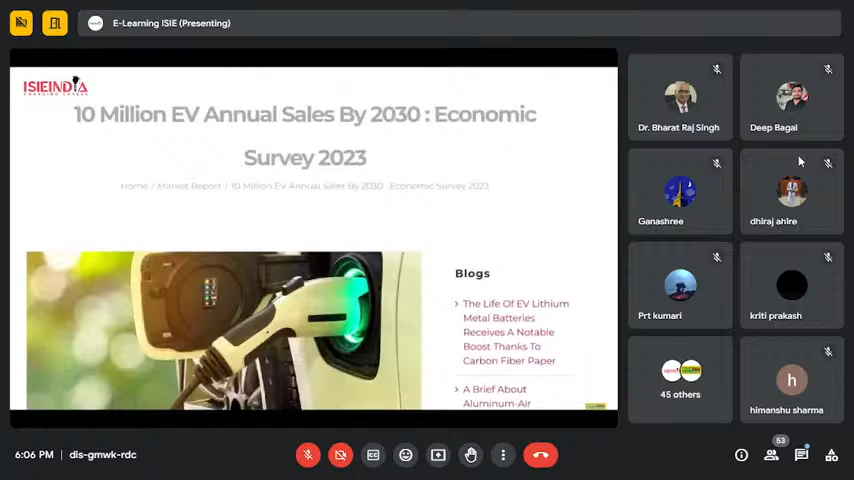 E-Learning ISIE (Presenting)
ISIEINDIA
10 Million EV Annual Sales By 2030 : Economic
Survey 2023
Home / Market Report / 10 Million EV Annual Sales By 2030 : Economic Survey 2023
Blogs
The Life Of EV Lithium
Metal Batteries
Receives A Notable
Boost Thanks To
Carbon Fiber Paper
A Brief About
Aluminum-Air
Dr. Bharat Raj Singh
Deep Bagal
Ganashree
dhiraj ahire
Prt kumari
kriti prakash
45 others
h
himanshu sharma
6:06 PM | dis-gmwk-rdc
53